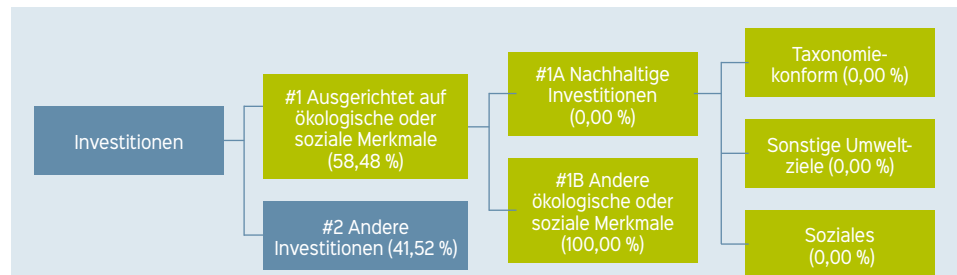 Investitionen
#1 Ausgerichtet auf
ökologische oder
soziale Merkmale
(58,48 %)
#2 Andere
Investitionen (41,52 %)
#1A Nachhaltige
Investitionen
(0,00 %)
#1B Andere
ökologische oder
soziale Merkmale
(100,00 %)
Taxonomie-
konform (0,00 %)
Sonstige Umwelt-
ziele (0,00 %)
Soziales
(0,00 %)